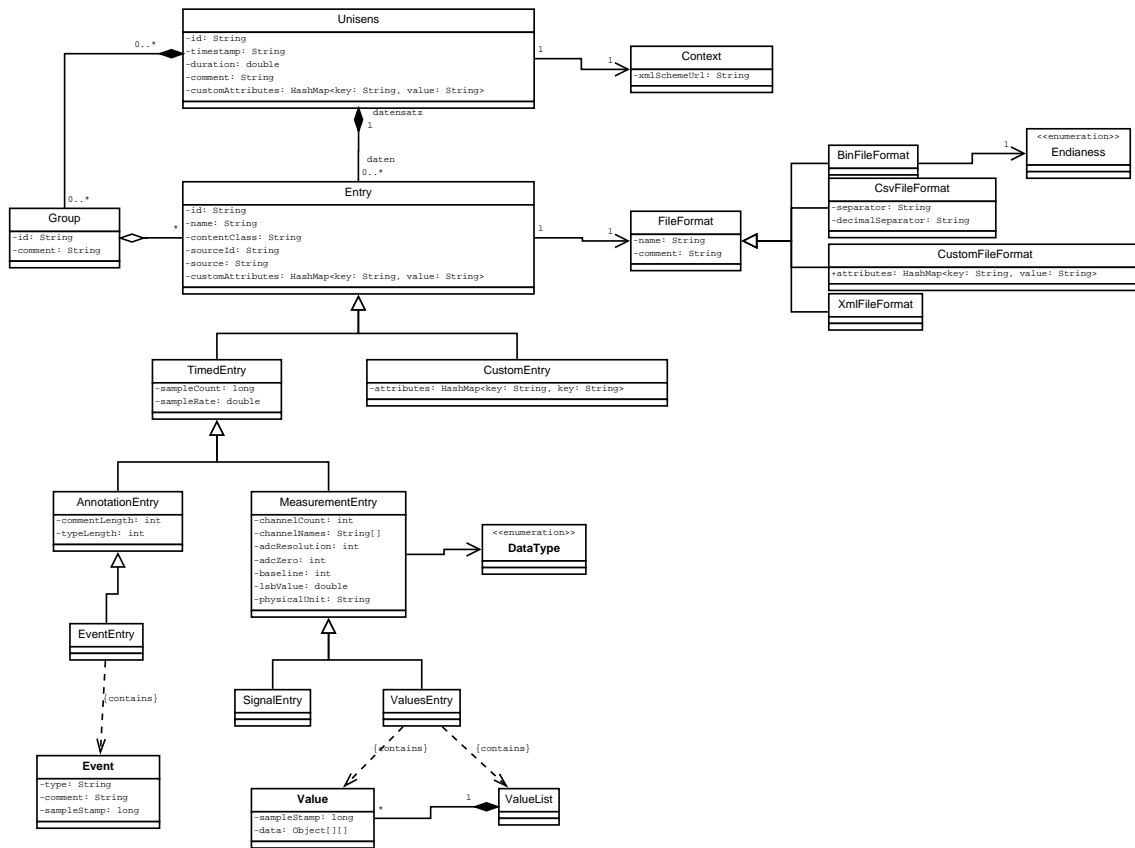 Unisens
-id: String
-timestamp: String
-duration: double
-comment: String
-customAttributes: HashMap<key: String, value: String>
0..*
0..*
1
1
Context
-xmlSchemeUrl: String
datensatz
1
daten
0..*
Group
-id: String
-comment: String
*
Entry
-id: String
-name: String
-contentClass: String
-sourceId: String
-source: String
-customAttributes: HashMap<key: String, value: String>
1
1
FileFormat
-name: String
-comment: String
BinFileFormat
1
<<enumeration>>
Endianess
CsvFileFormat
-separator: String
-decimalSeparator: String
CustomFileFormat
+attributes: HashMap<key: String, value: String>
XmlFileFormat
TimedEntry
-sampleCount: long
-sampleRate: double
CustomEntry
-attributes: HashMap<key: String, key: String>
AnnotationEntry
-commentLength: int
-typeLength: int
MeasurementEntry
-channelCount: int
-channelNames: String[]
-adcResolution: int
-adcZero: int
-baseline: int
-lsbValue: double
-physicalUnit: String
<<enumeration>>
DataType
EventEntry
{contains}
Event
-type: String
-comment: String
-sampleStamp: long
SignalEntry
ValuesEntry
{contains}
{contains}
Value
-sampleStamp: long
-data: Object[][]
*
1
ValueList